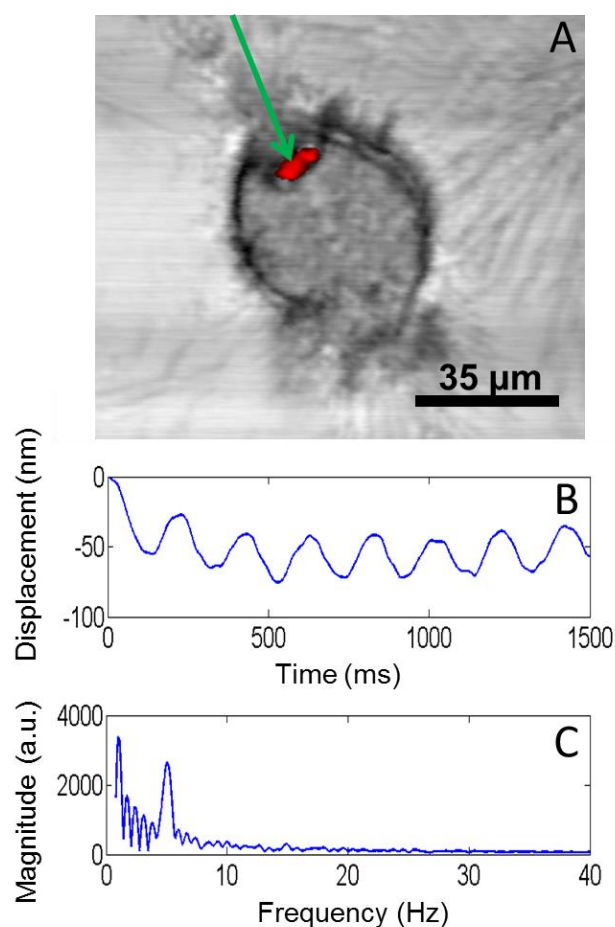 A
35 µm
B
Displacement (nm)
0
-50
-100
0
500
1000
1500
Time (ms)
C
Magnitude (a.u.)
4000
2000
0
0
10
20
30
40
Frequency (Hz)